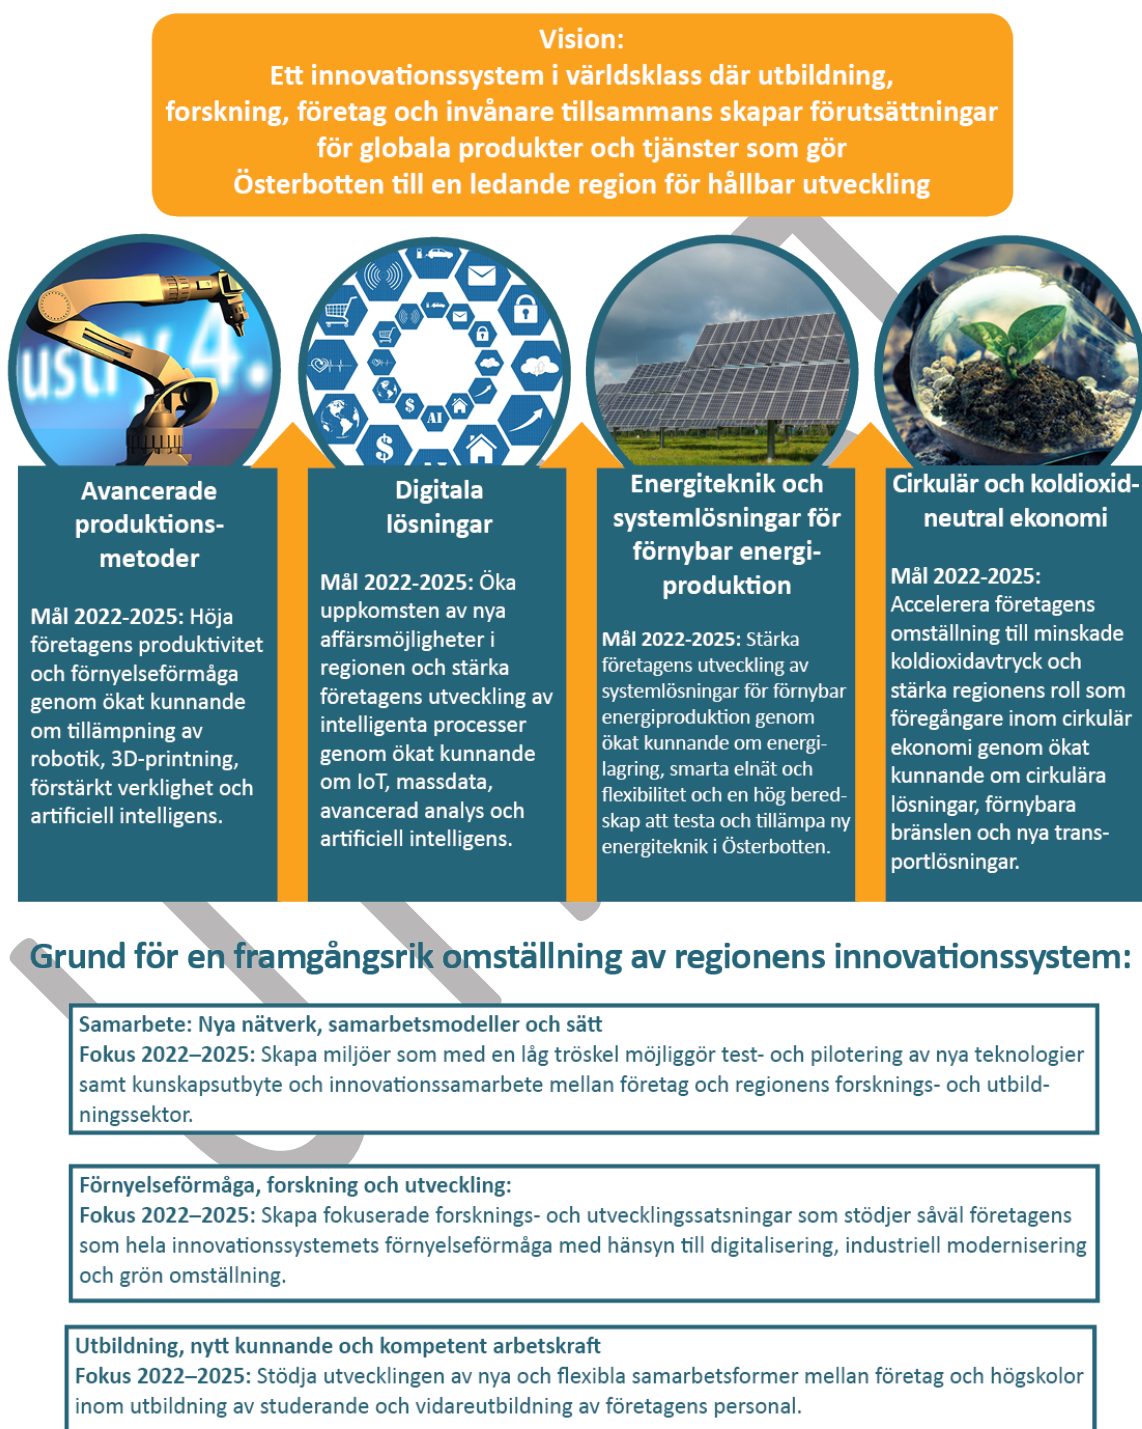 Vision:
Ett innovationssystem i världsklass där utbildning,
forskning, företag och invånare tillsammans skapar förutsättningar
för globala produkter och tjänster som gör
Österbotten till en ledande region för hållbar utveckling
ustry 4.
AI
Avancerade
produktions-
metoder
Mål 2022-2025: Höja
företagens produktivitet
och förnyelseförmåga
genom ökat kunnande
om tillämpning av
robotik, 3D-printning,
förstärkt verklighet och
artificiell intelligens.
Digitala
lösningar
Mål 2022-2025: Öka
uppkomsten av nya
affärsmöjligheter i
regionen och stärka
företagens utveckling av
intelligenta processer
genom ökat kunnande
om IoT, massdata,
avancerad analys och
artificiell intelligens.
Energiteknik och
systemlösningar för
förnybar energi-
produktion
Mål 2022-2025: Stärka
företagens utveckling av
systemlösningar för förnybar
energiproduktion genom
ökat kunnande om energi-
lagring, smarta elnät och
flexibilitet och en hög bered-
skap att testa och tillämpa ny
energiteknik i Österbotten.
Cirkulär och koldioxid-
neutral ekonomi
Mål 2022-2025:
Accelerera företagens
omställning till minskade
koldioxidavtryck och
stärka regionens roll som
föregångare inom cirkulär
ekonomi genom ökat
kunnande om cirkulära
lösningar, förnybara
bränslen och nya trans-
portlösningar.
Grund för en framgångsrik omställning av regionens innovationssystem:
Samarbete: Nya nätverk, samarbetsmodeller och sätt
Fokus 2022–2025: Skapa miljöer som med en låg tröskel möjliggör test- och pilotering av nya teknologier
samt kunskapsutbyte och innovationssamarbete mellan företag och regionens forsknings- och utbild-
ningssektor.
Förnyelseförmåga, forskning och utveckling:
Fokus 2022–2025: Skapa fokuserade forsknings- och utvecklingssatsningar som stödjer såväl företagens
som hela innovationssystemets förnyelseförmåga med hänsyn till digitalisering, industriell modernisering
och grön omställning.
Utbildning, nytt kunnande och kompetent arbetskraft
Fokus 2022–2025: Stödja utvecklingen av nya och flexibla samarbetsformer mellan företag och högskolor
inom utbildning av studerande och vidareutbildning av företagens personal.